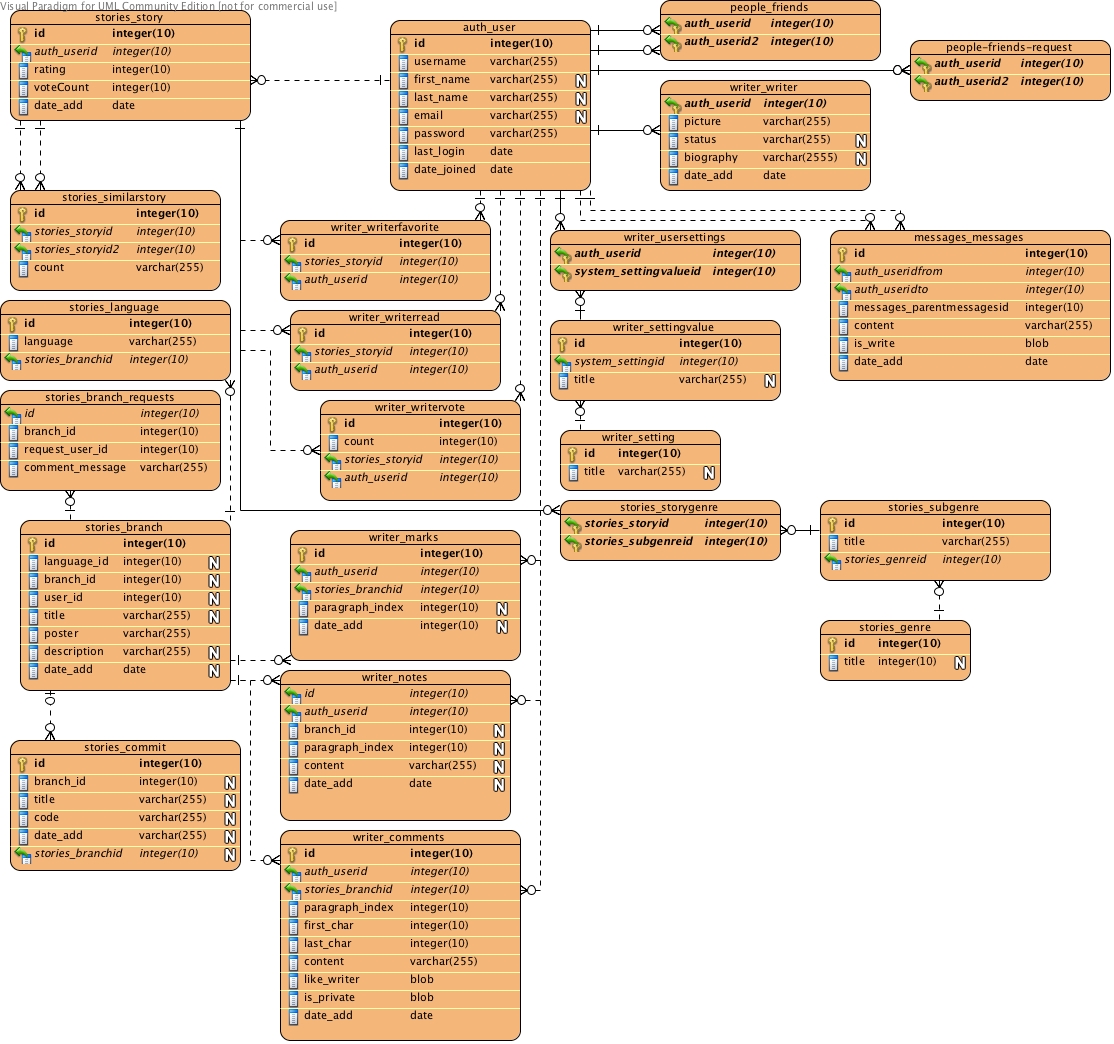 Visual Paradigm for UML Community Edition [not for commercial use]
stories_story
id integer(10)
auth_userid integer(10)
rating integer(10)
voteCount integer(10)
date_add date
auth_user
id integer(10)
username varchar(255)
first_name varchar(255) N
last_name varchar(255) N
email varchar(255) N
password varchar(255)
last_login date
date_joined date
people_friends
auth_userid integer(10)
auth_userid2 integer(10)
people-friends-request
auth_userid integer(10)
auth_userid2 integer(10)
writer_writer
auth_userid integer(10)
picture varchar(255)
status varchar(255) N
biography varchar(2555) N
date_add date
stories_similarstory
id integer(10)
stories_storyid integer(10)
stories_storyid2 integer(10)
count varchar(255)
writer_writerfavorite
id integer(10)
stories_storyid integer(10)
auth_userid integer(10)
writer_usersettings
auth_userid integer(10)
system_settingvalueid integer(10)
messages_messages
id integer(10)
auth_useridfrom integer(10)
auth_useridto integer(10)
messages_parentmessagesid integer(10)
content varchar(255)
is_write blob
date_add date
stories_language
id integer(10)
language varchar(255)
stories_branchid integer(10)
writer_writerread
id integer(10)
stories_storyid integer(10)
auth_userid integer(10)
writer_settingvalue
id integer(10)
system_settingid integer(10)
title varchar(255) N
stories_branch_requests
id integer(10)
branch_id integer(10)
request_user_id integer(10)
comment_message varchar(255)
writer_writervote
id integer(10)
count integer(10)
stories_storyid integer(10)
auth_userid integer(10)
writer_setting
id integer(10)
title varchar(255) N
stories_storygenre
stories_storyid integer(10)
stories_subgenreid integer(10)
stories_subgenre
id integer(10)
title varchar(255)
stories_genreid integer(10)
stories_branch
id integer(10)
language_id integer(10) N
branch_id integer(10) N
user_id integer(10) N
title varchar(255) N
poster varchar(255)
description varchar(255) N
date_add date N
writer_marks
id integer(10)
auth_userid integer(10)
stories_branchid integer(10)
paragraph_index integer(10) N
date_add integer(10) N
stories_genre
id integer(10)
title integer(10) N
writer_notes
id integer(10)
auth_userid integer(10)
branch_id integer(10) N
paragraph_index integer(10) N
content varchar(255) N
date_add date N
stories_commit
id integer(10)
branch_id integer(10) N
title varchar(255) N
code varchar(255) N
date_add varchar(255) N
stories_branchid integer(10) N
writer_comments
id integer(10)
auth_userid integer(10)
stories_branchid integer(10)
paragraph_index integer(10)
first_char integer(10)
last_char integer(10)
content varchar(255)
like_writer blob
is_private blob
date_add date